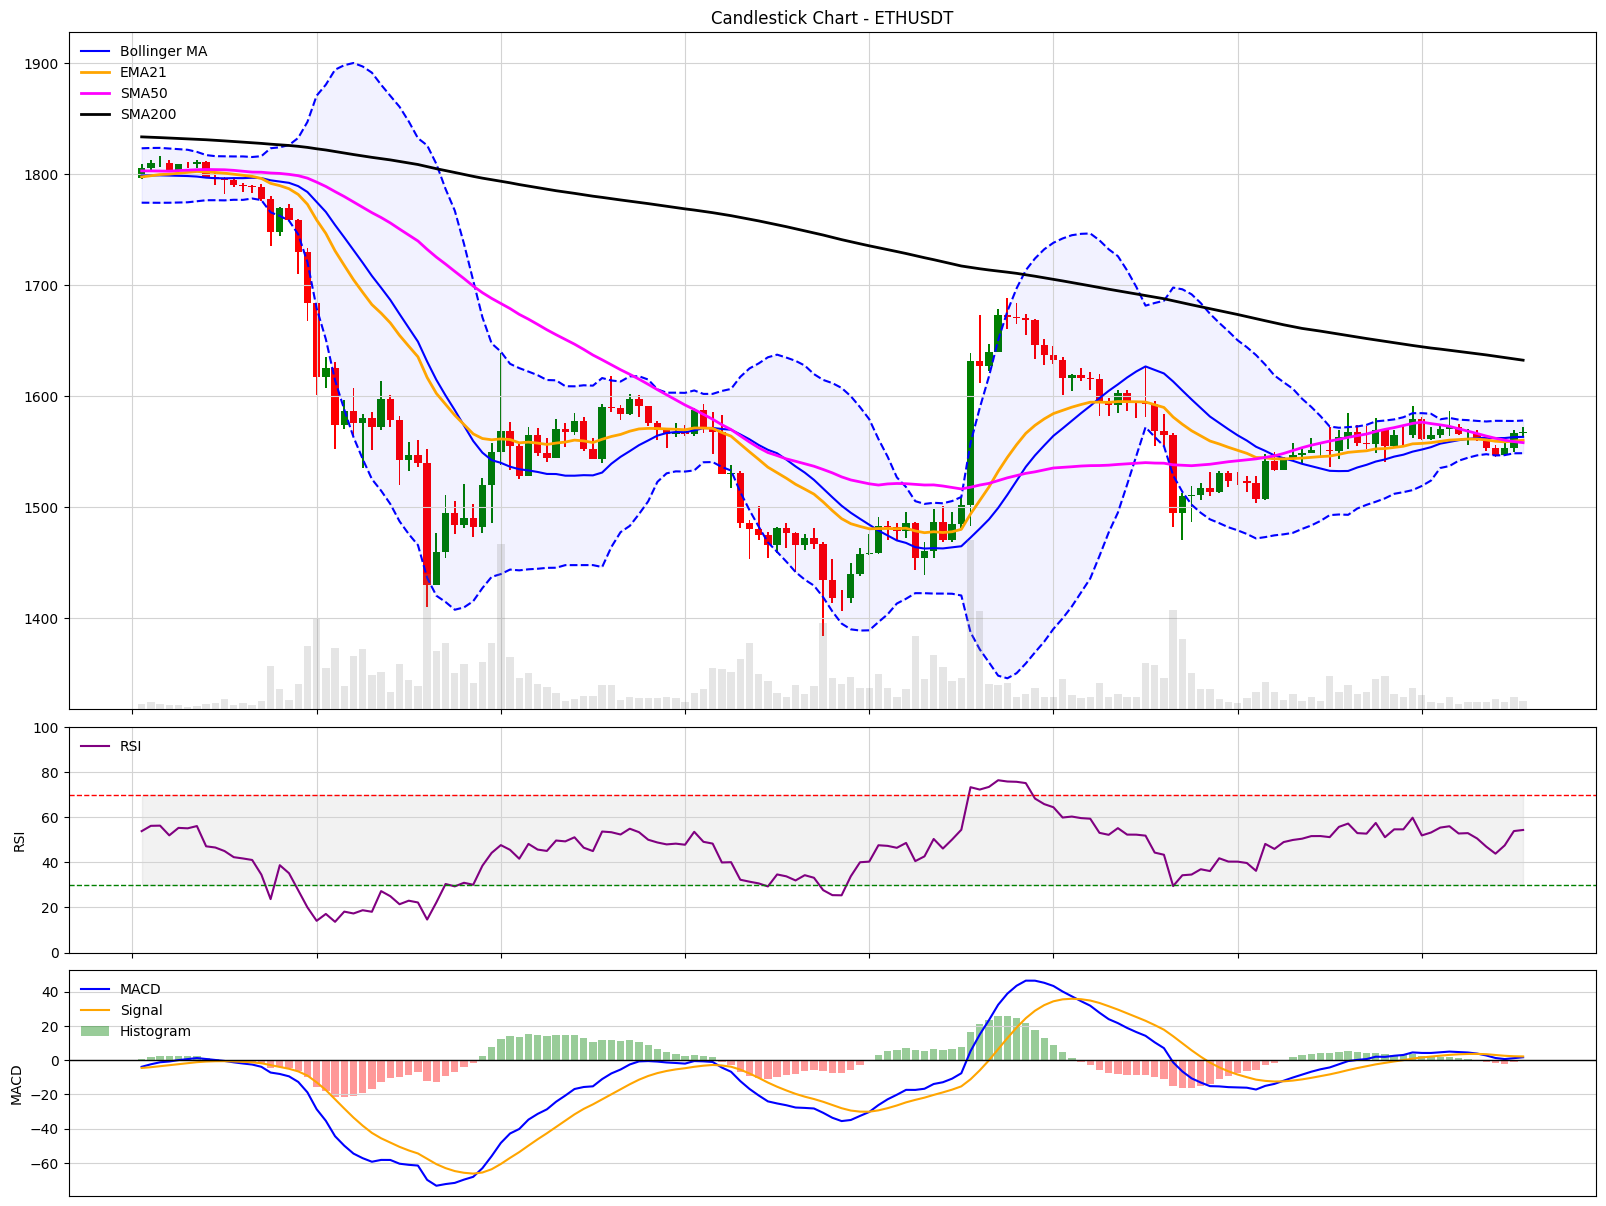 Candlestick Chart - ETHUSDT
Bollinger MA
EMA21
SMA50
SMA200
1900
1800
1700
1600
1500
1400
RSI
100
80
60
40
20
0
RSI
MACD
Signal
Histogram
40
20
0
−20
−40
−60
MACD